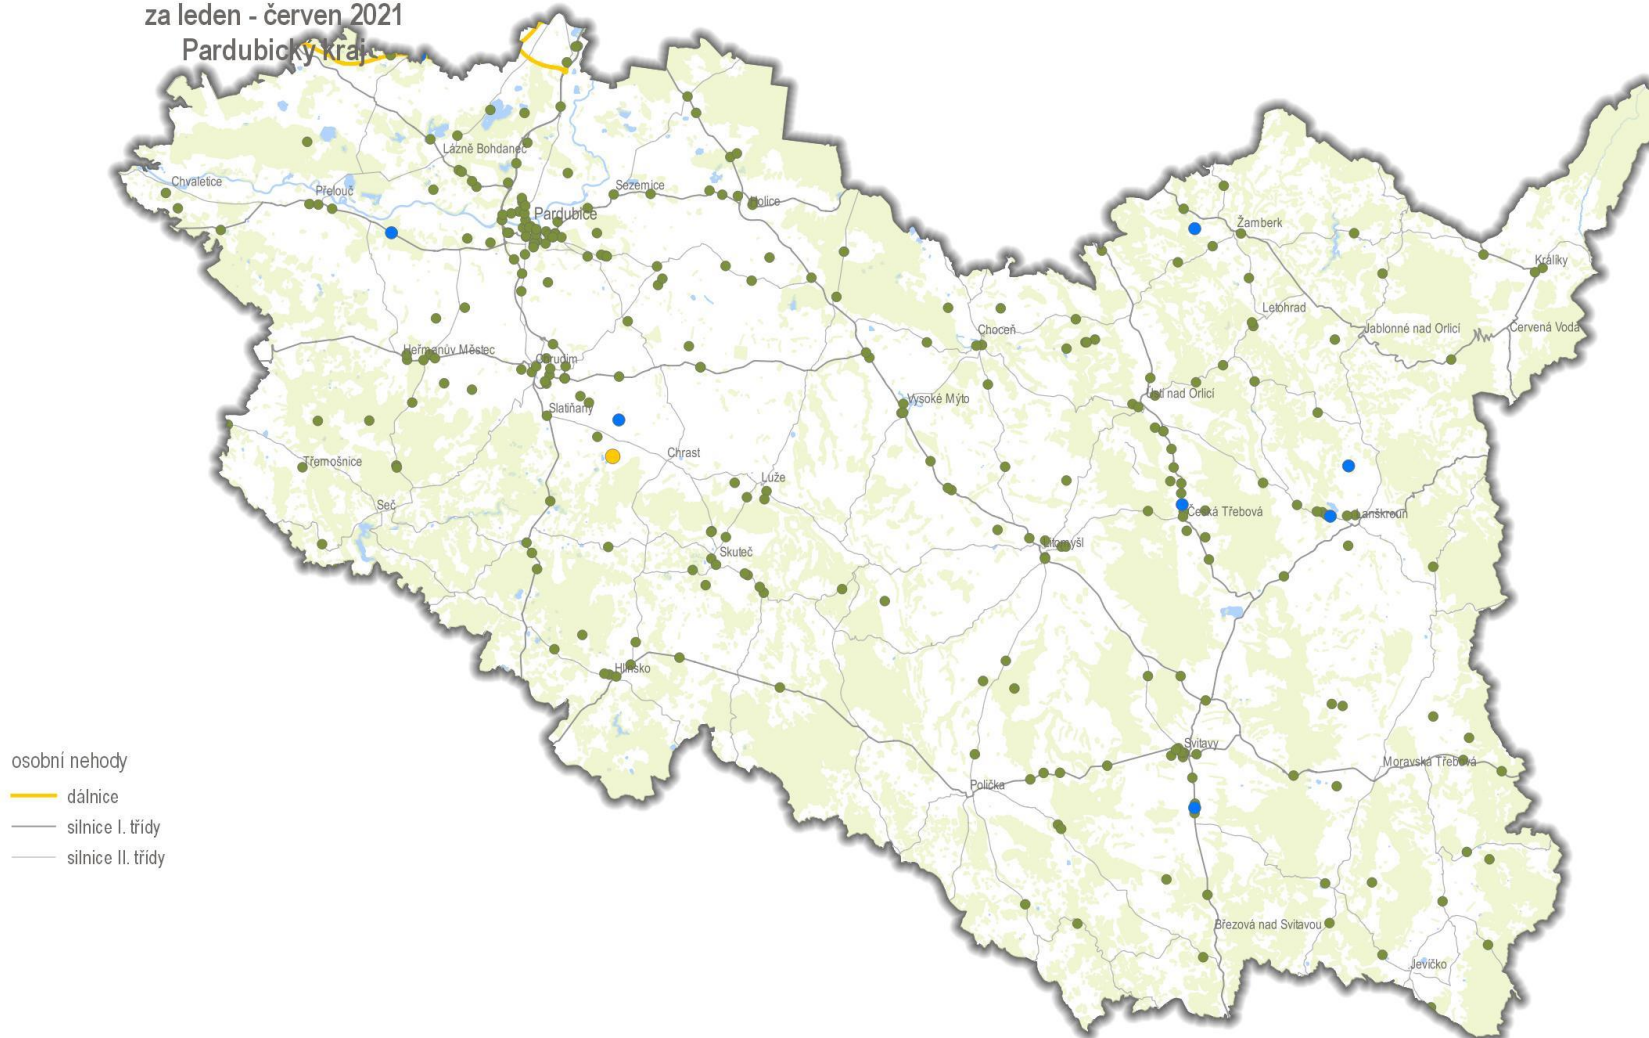 za leden - červen 2021
Pardubický kraj
Lázně Bohdaneč
Chvaletice
Přelouč
Sezemice
Pardubice
Holice
Žamberk
Králíky
Letohrad
Jablonné nad Orlicí
Červená Voda
Choceň
Heřmanův Městec
Chrudim
Slatiňany
Vysoké Mýto
Ústí nad Orlicí
Třemošnice
Chrast
Luže
Seč
Česká Třebová
Lanškroun
Skuteč
Litomyšl
Hlinsko
Svitavy
Moravská Třebová
Polička
osobní nehody
dálnice
silnice I. třídy
silnice II. třídy
Březová nad Svitavou
Jevíčko